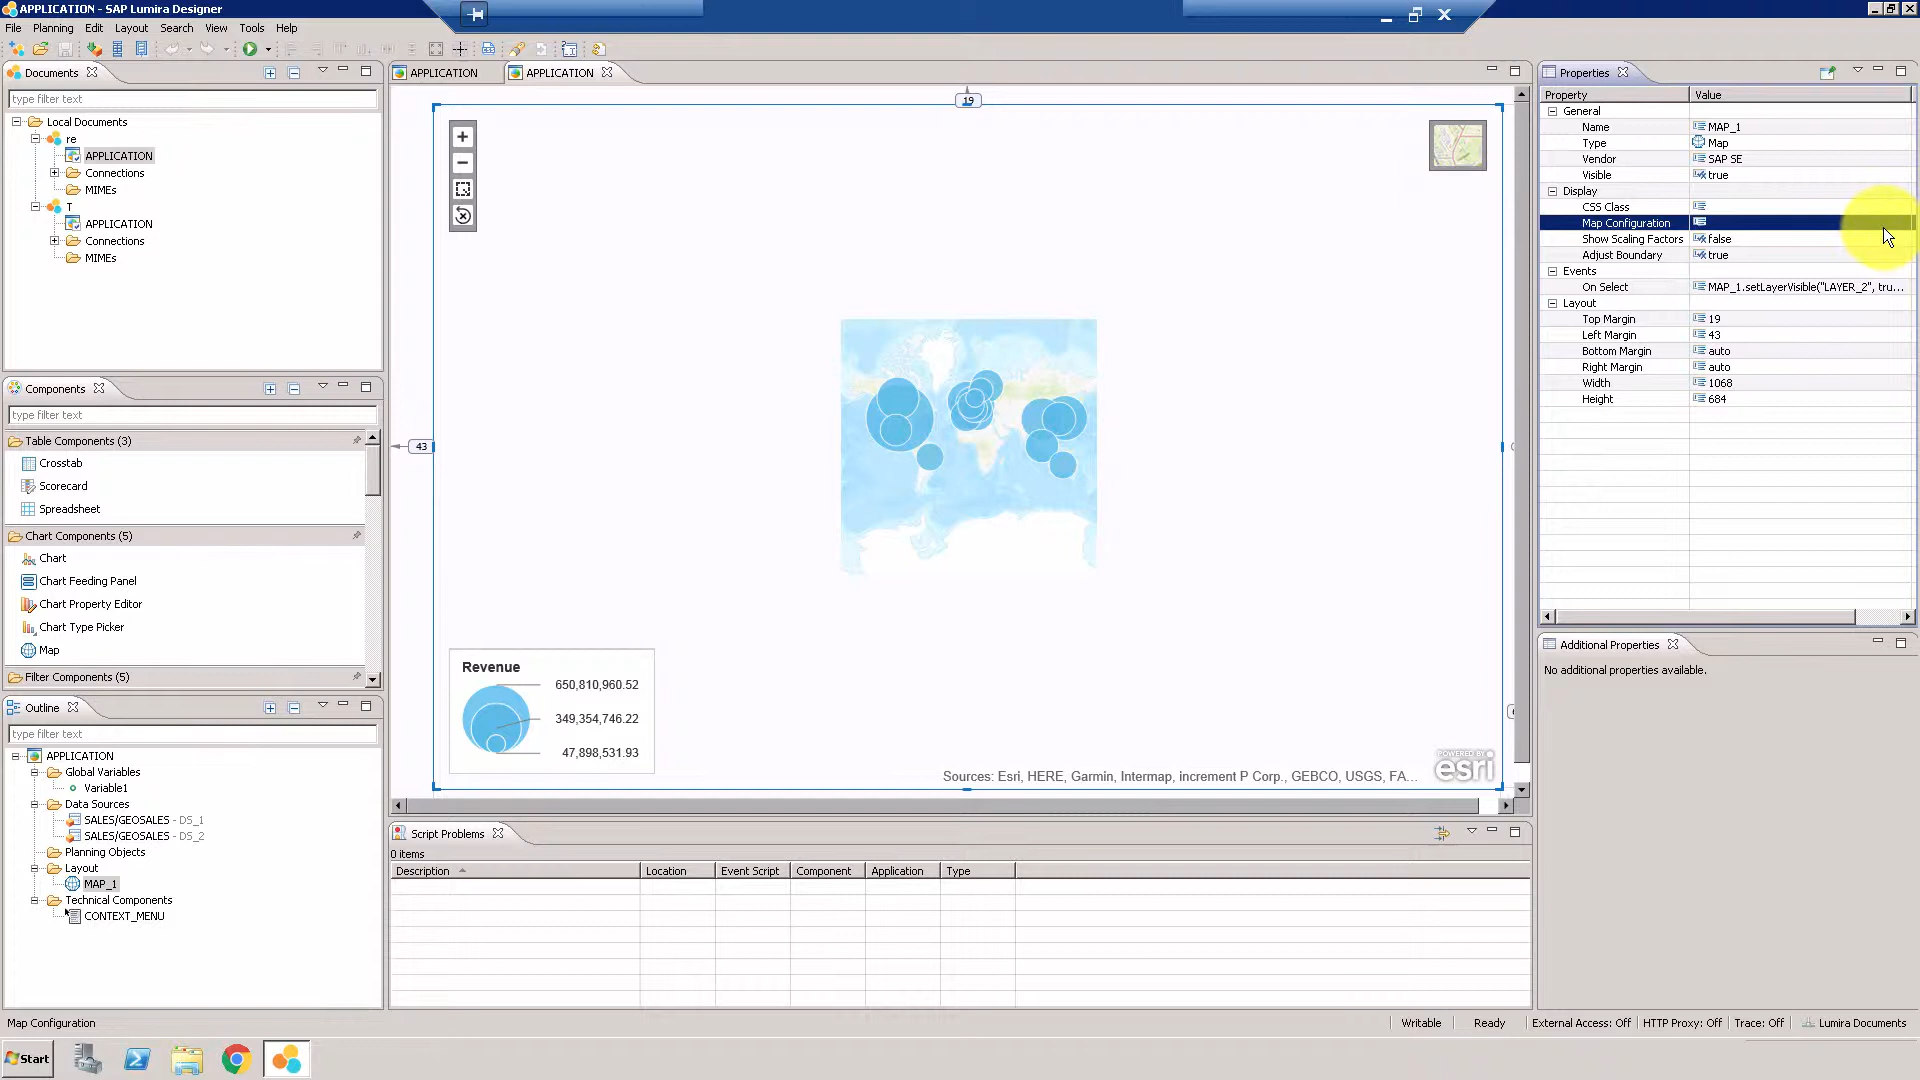 APPLICATION - SAP Lumira Designer
File Planning Edit Layout Search View Tools Help
Documents
type filter text
Local Documents
re
APPLICATION
Connections
MIMEs
T
APPLICATION
Connections
MIMEs
Components
type filter text
Table Components (3)
Crosstab
Scorecard
Spreadsheet
Chart Components (5)
Chart
Chart Feeding Panel
Chart Property Editor
Chart Type Picker
Map
Filter Components (5)
Outline
type filter text
APPLICATION
Global Variables
Variable1
Data Sources
SALES/GEOSALES - DS_1
SALES/GEOSALES - DS_2
Planning Objects
Layout
MAP_1
Technical Components
CONTEXT_MENU
APPLICATION APPLICATION
19
43
Revenue
650,810,960.52
349,354,746.22
47,898,531.93
Sources: Esri, HERE, Garmin, Intermap, increment P Corp., GEBCO, USGS, FA...
POWERED BY
esri
Script Problems
0 items
Description Location Event Script Component Application Type
Properties
Property Value
General
Name MAP_1
Type Map
Vendor SAP SE
Visible true
Display
CSS Class
Map Configuration
Show Scaling Factors false
Adjust Boundary true
Events
On Select MAP_1.setLayerVisible("LAYER_2", tru...
Layout
Top Margin 19
Left Margin 43
Bottom Margin auto
Right Margin auto
Width 1068
Height 684
Additional Properties
No additional properties available.
Map Configuration Writable Ready External Access: Off HTTP Proxy: Off Trace: Off Lumira Documents
Start